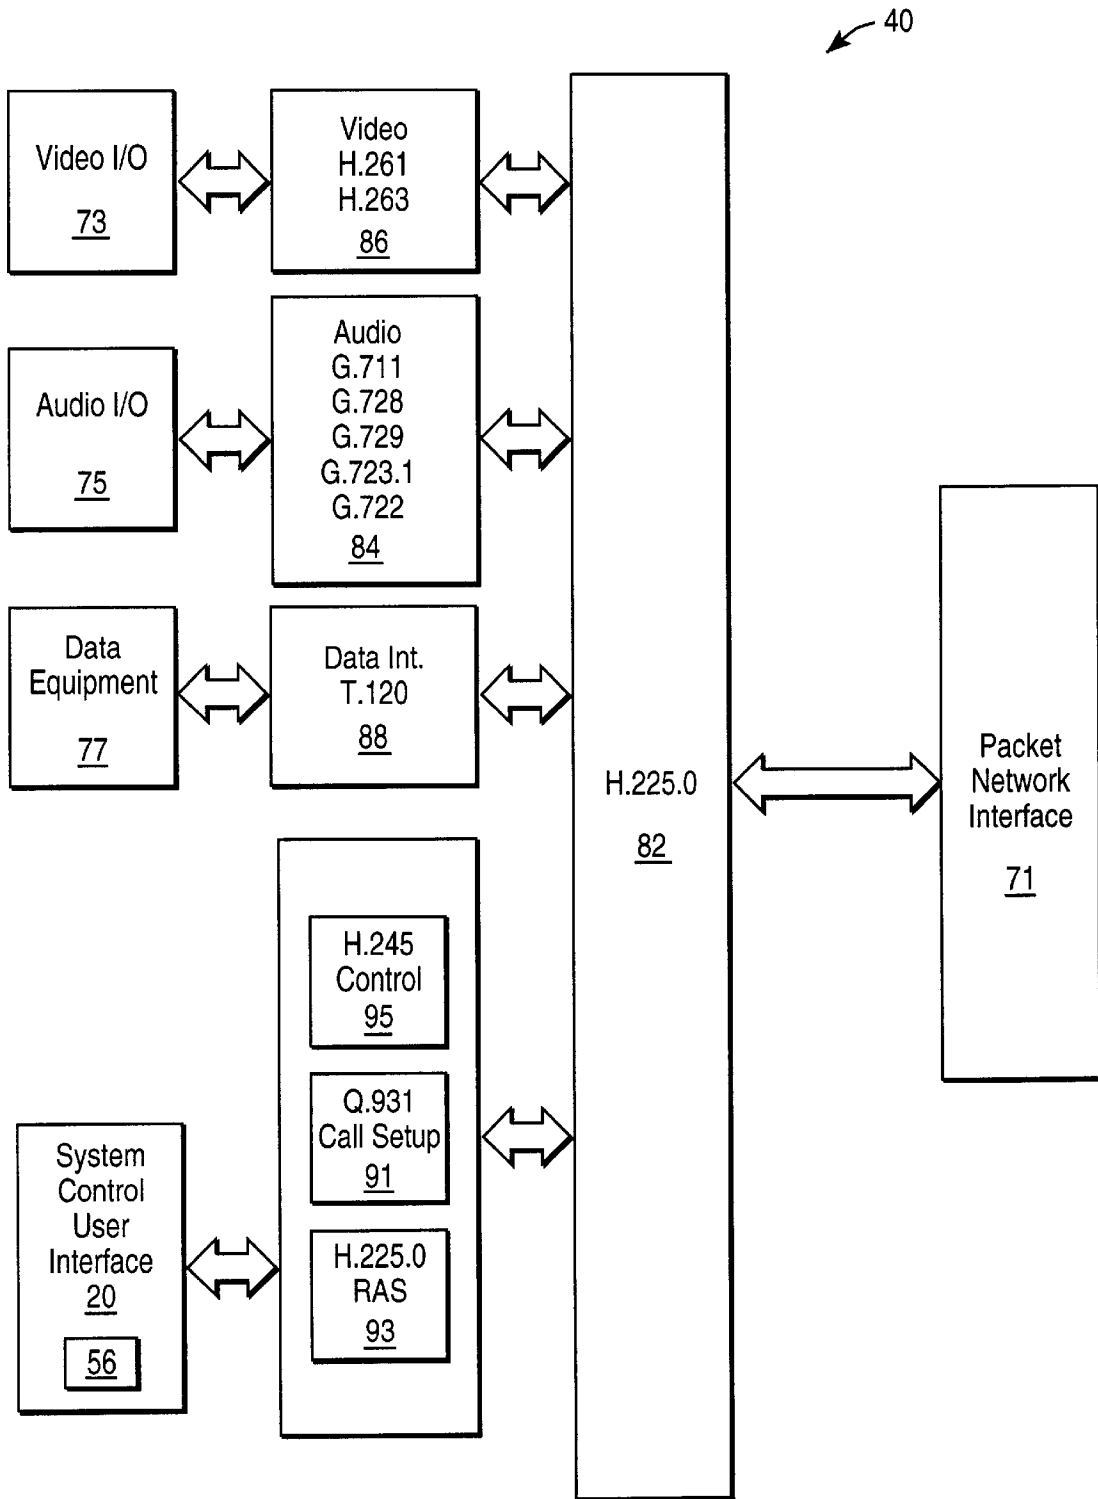 40
Video I/O
73
Video
H.261
H.263
86
Audio I/O
75
Audio
G.711
G.728
G.729
G.723.1
G.722
84
Data
Equipment
77
Data Int.
T.120
88
H.225.0
82
Packet
Network
Interface
71
H.245
Control
95
Q.931
Call Setup
91
H.225.0
RAS
93
System
Control
User
Interface
20
56